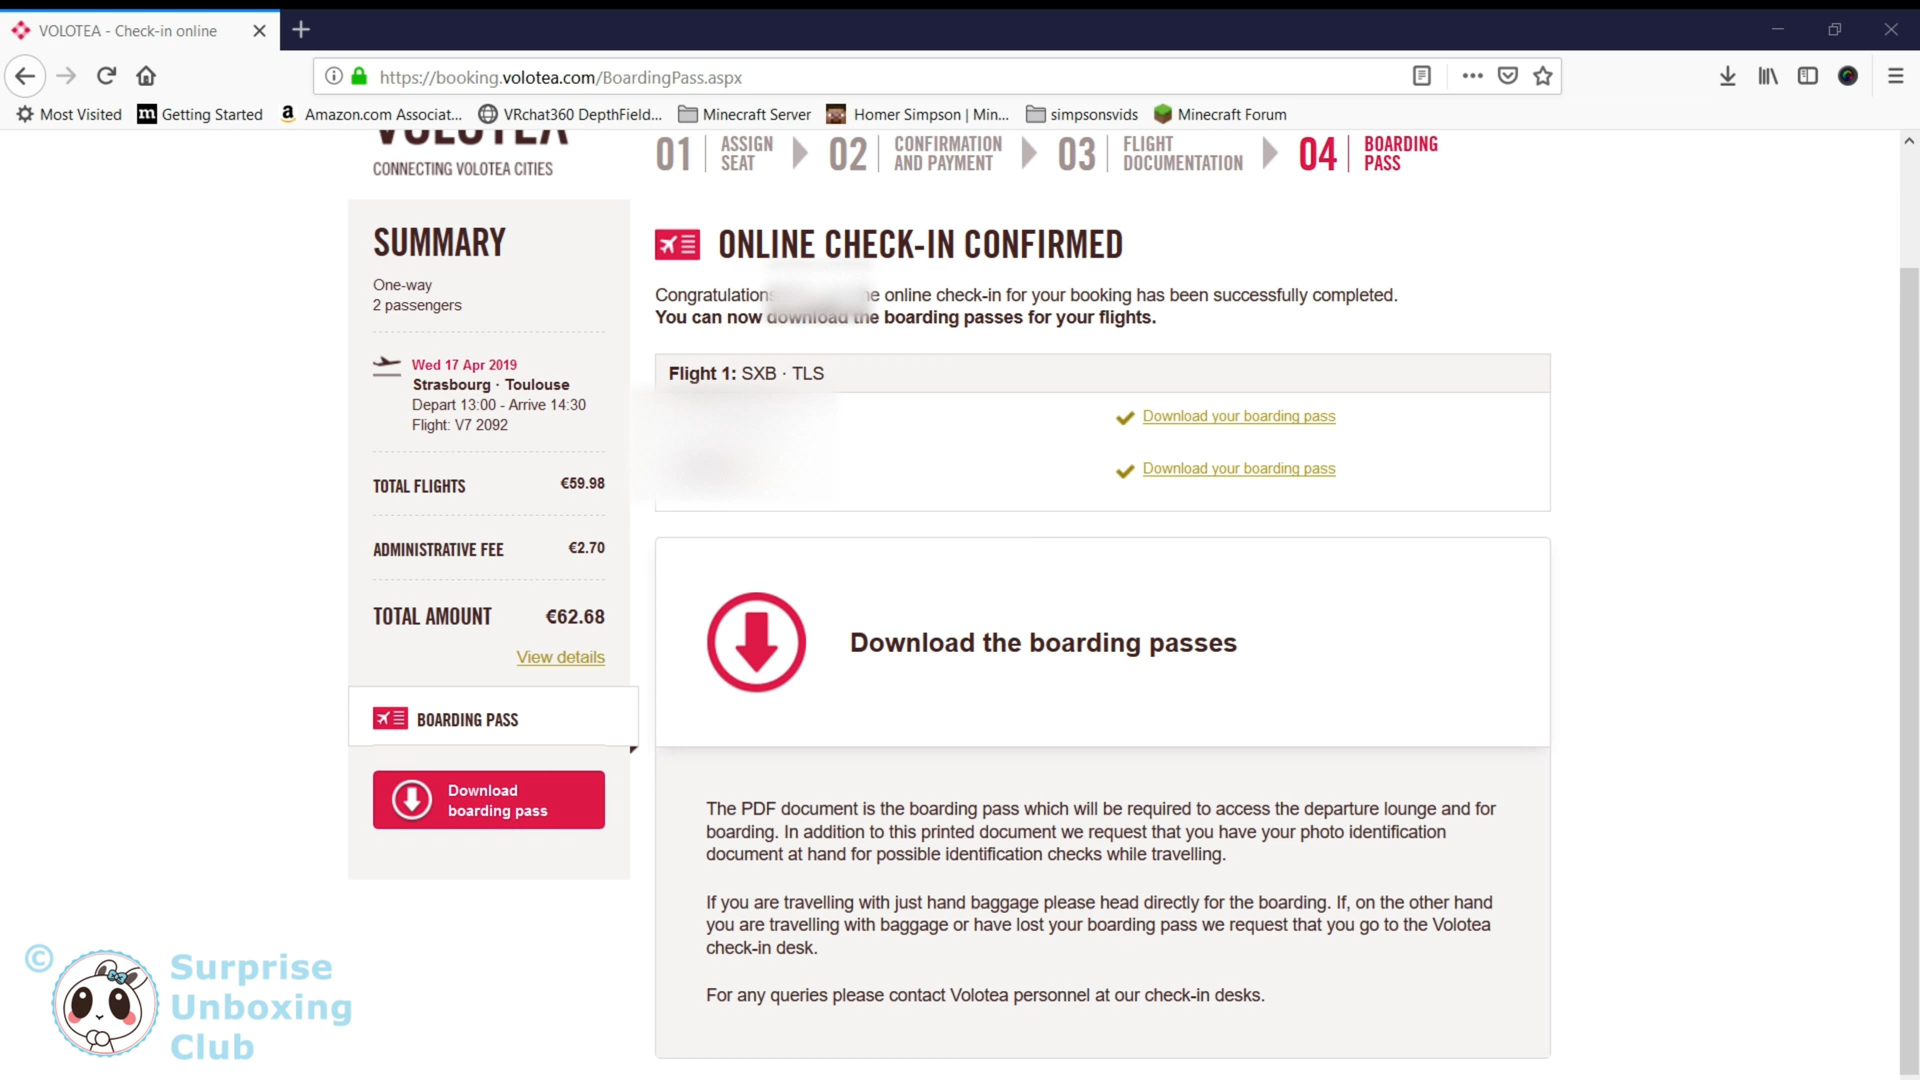 VOLOTEA - Check-in online
https://booking.volotea.com/BoardingPass.aspx
Most Visited
Getting Started
Amazon.com Associat...
VRchat360 DepthField...
Minecraft Server
Homer Simpson | Min...
simpsonsvids
Minecraft Forum
VOLOTEA
CONNECTING VOLOTEA CITIES
01 ASSIGN SEAT
02 CONFIRMATION AND PAYMENT
03 FLIGHT DOCUMENTATION
04 BOARDING PASS
SUMMARY
One-way
2 passengers
Wed 17 Apr 2019
Strasbourg · Toulouse
Depart 13:00 - Arrive 14:30
Flight: V7 2092
TOTAL FLIGHTS €59.98
ADMINISTRATIVE FEE €2.70
TOTAL AMOUNT €62.68
View details
BOARDING PASS
Download
boarding pass
ONLINE CHECK-IN CONFIRMED
Congratulations online check-in for your booking has been successfully completed.
You can now download the boarding passes for your flights.
Flight 1: SXB · TLS
Download your boarding pass
Download your boarding pass
Download the boarding passes
The PDF document is the boarding pass which will be required to access the departure lounge and for
boarding. In addition to this printed document we request that you have your photo identification
document at hand for possible identification checks while travelling.
If you are travelling with just hand baggage please head directly for the boarding. If, on the other hand
you are travelling with baggage or have lost your boarding pass we request that you go to the Volotea
check-in desk.
For any queries please contact Volotea personnel at our check-in desks.
© Surprise
Unboxing
Club